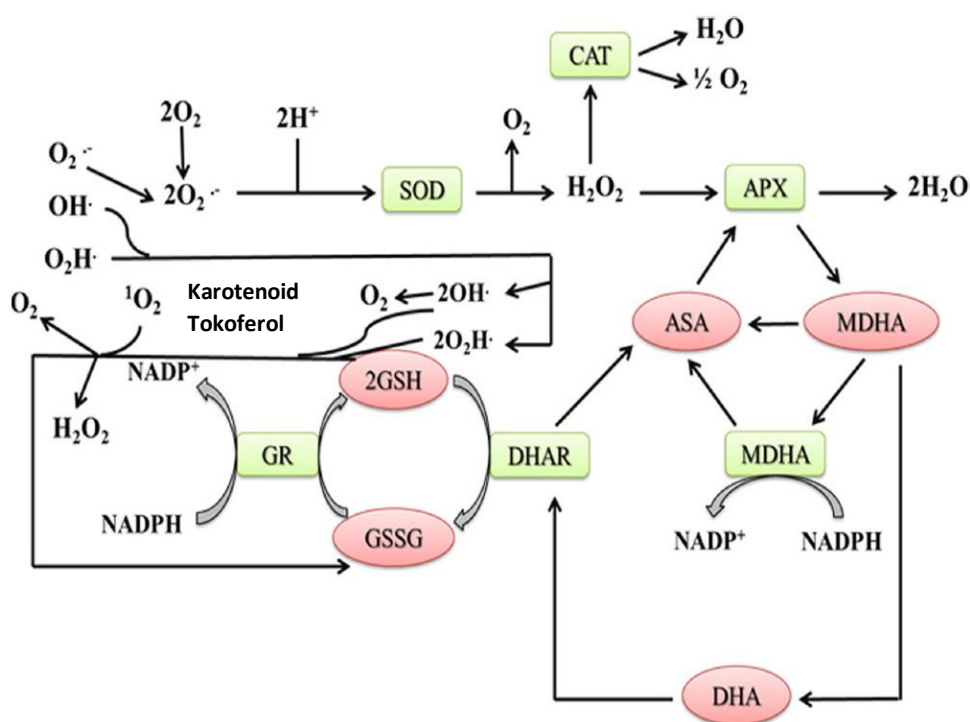 H₂O
CAT
½ O₂
2O₂
2H⁺
O₂
O₂·⁻
2O₂·⁻
SOD
H₂O₂
APX
2H₂O
OH·
O₂H·
O₂
¹O₂
Karotenoid
Tokoferol
O₂
2OH·
2O₂H·
ASA
MDHA
NADP⁺
2GSH
H₂O₂
GR
DHAR
MDHA
NADPH
GSSG
NADP⁺
NADPH
DHA